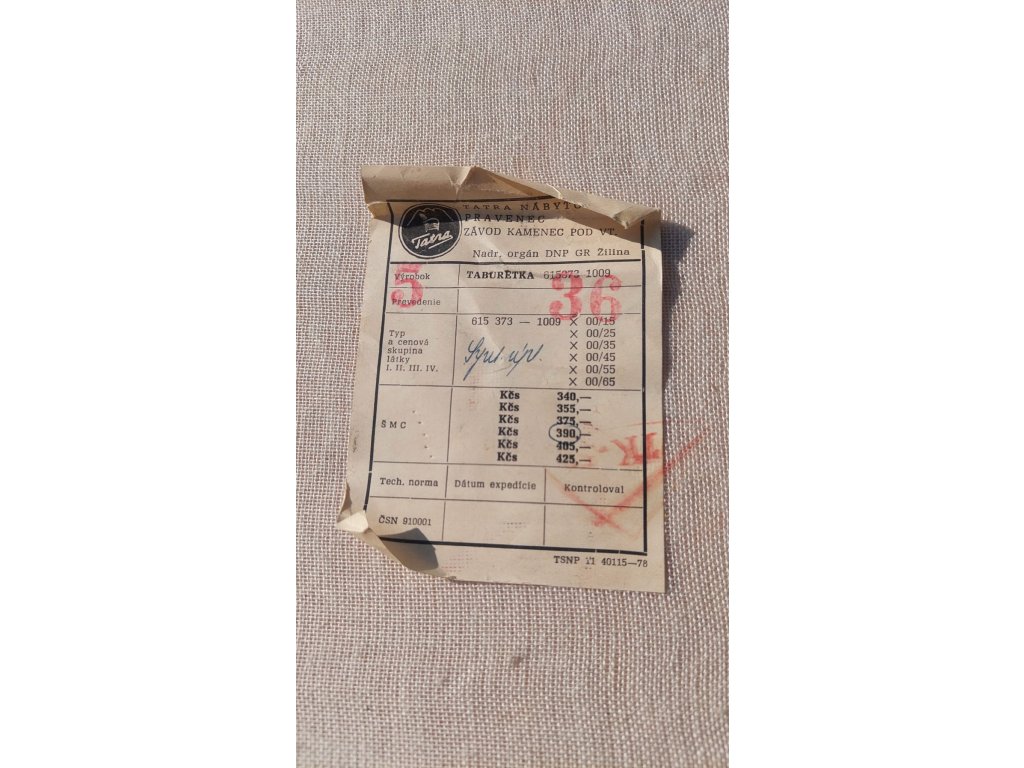 Tatra
TATRA NÁBYTO
PRAVENEC
ZÁVOD KAMENEC POD VT.
Nadr. orgán DNP GR Žilina
Výrobok TABURETKA 615372 1009
5 36
Prevedenie
Typ
a cenová
skupina
látky
I. II. III. IV.
615 373 — 1009 X 00/15
X 00/25
X 00/35
X 00/45
X 00/55
X 00/65
ŠMC
Kčs 340,—
Kčs 355,—
Kčs 375,—
Kčs 390,—
Kčs 405,—
Kčs 425,—
Tech. norma Dátum expedície Kontroloval
ČSN 910001
TSNP 11 40115—78